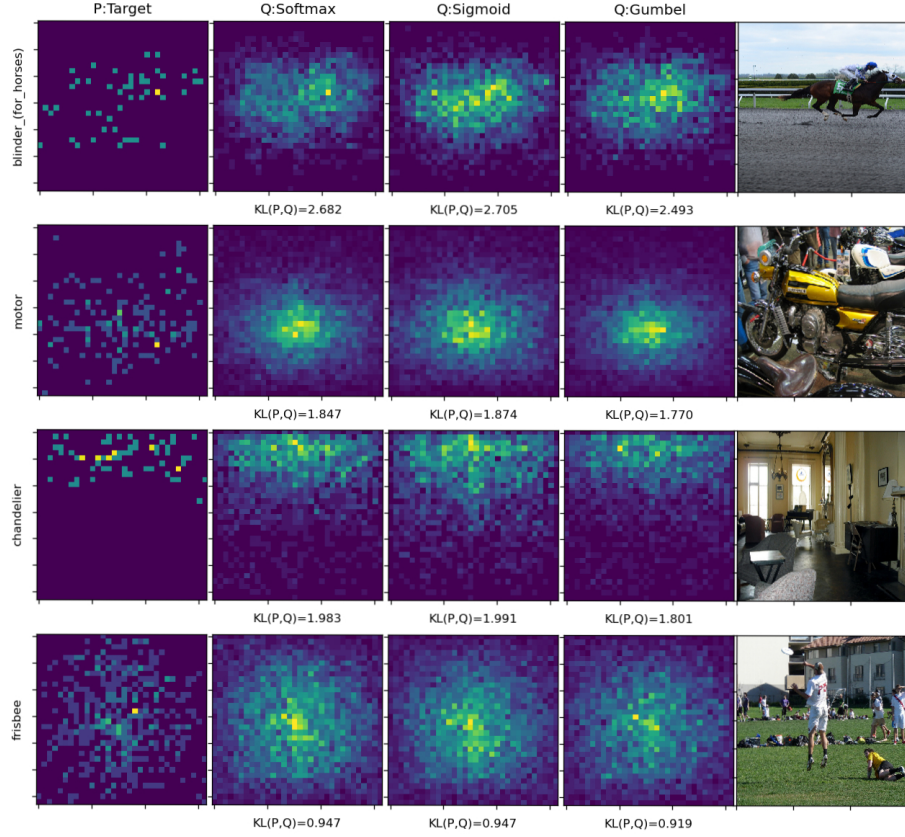 P:Target Q:Softmax Q:Sigmoid Q:Gumbel
blinder_(for_horses)
KL(P,Q)=2.682 KL(P,Q)=2.705 KL(P,Q)=2.493
motor
KL(P,Q)=1.847 KL(P,Q)=1.874 KL(P,Q)=1.770
chandelier
KL(P,Q)=1.983 KL(P,Q)=1.991 KL(P,Q)=1.801
frisbee
KL(P,Q)=0.947 KL(P,Q)=0.947 KL(P,Q)=0.919